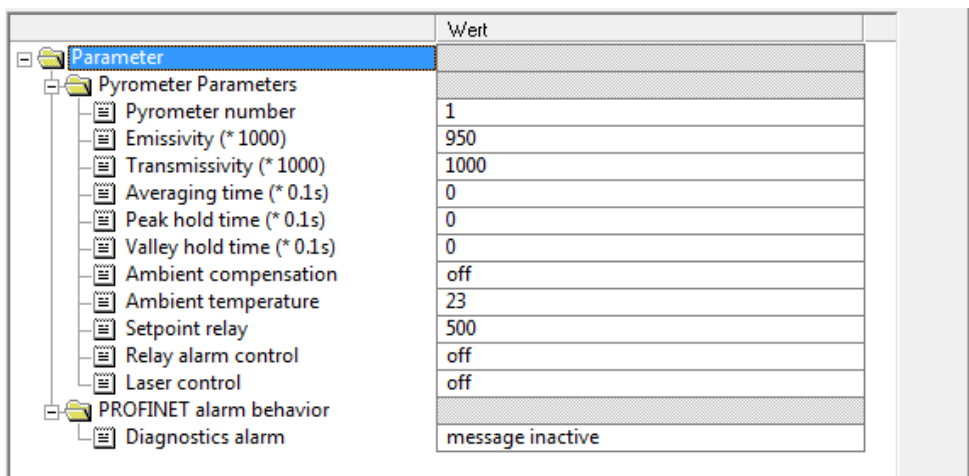 Wert
Parameter
Pyrometer Parameters
Pyrometer number 1
Emissivity (* 1000) 950
Transmissivity (* 1000) 1000
Averaging time (* 0.1s) 0
Peak hold time (* 0.1s) 0
Valley hold time (* 0.1s) 0
Ambient compensation off
Ambient temperature 23
Setpoint relay 500
Relay alarm control off
Laser control off
PROFINET alarm behavior
Diagnostics alarm message inactive